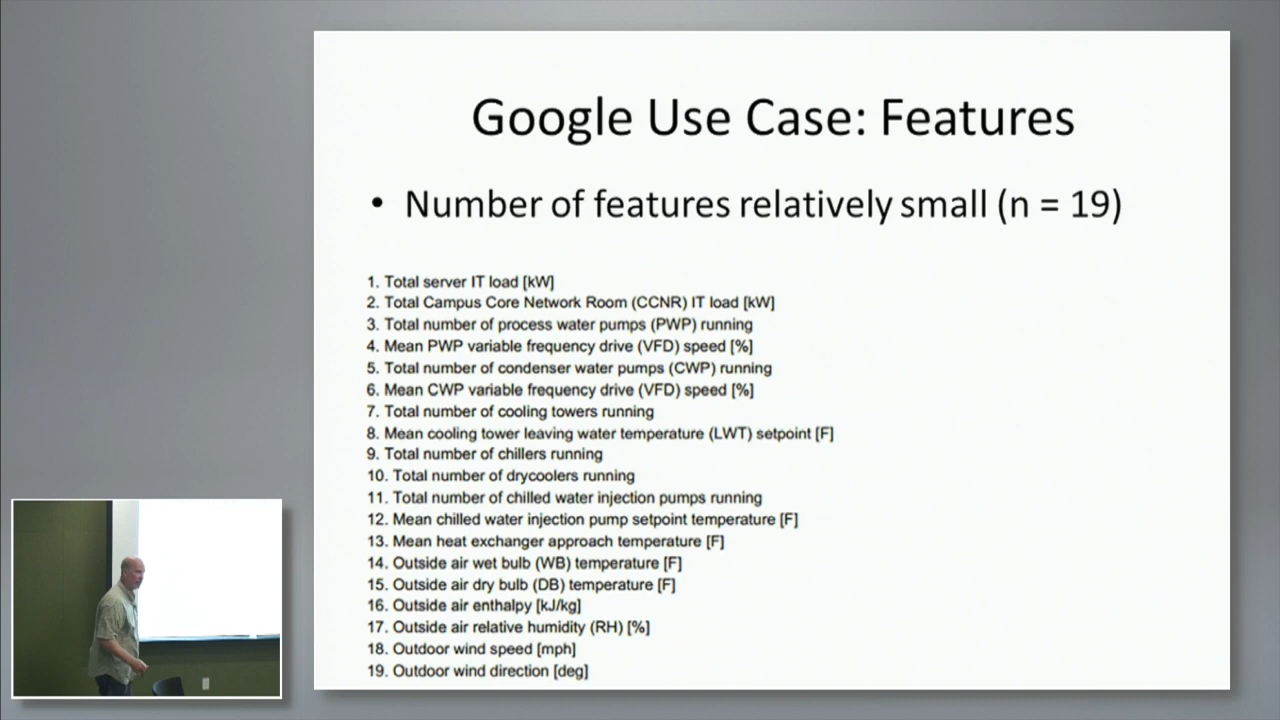 Google Use Case: Features
• Number of features relatively small (n = 19)
1. Total server IT load [kW]
2. Total Campus Core Network Room (CCNR) IT load [kW]
3. Total number of process water pumps (PWP) running
4. Mean PWP variable frequency drive (VFD) speed [%]
5. Total number of condenser water pumps (CWP) running
6. Mean CWP variable frequency drive (VFD) speed [%]
7. Total number of cooling towers running
8. Mean cooling tower leaving water temperature (LWT) setpoint [F]
9. Total number of chillers running
10. Total number of drycoolers running
11. Total number of chilled water injection pumps running
12. Mean chilled water injection pump setpoint temperature [F]
13. Mean heat exchanger approach temperature [F]
14. Outside air wet bulb (WB) temperature [F]
15. Outside air dry bulb (DB) temperature [F]
16. Outside air enthalpy [kJ/kg]
17. Outside air relative humidity (RH) [%]
18. Outdoor wind speed [mph]
19. Outdoor wind direction [deg]